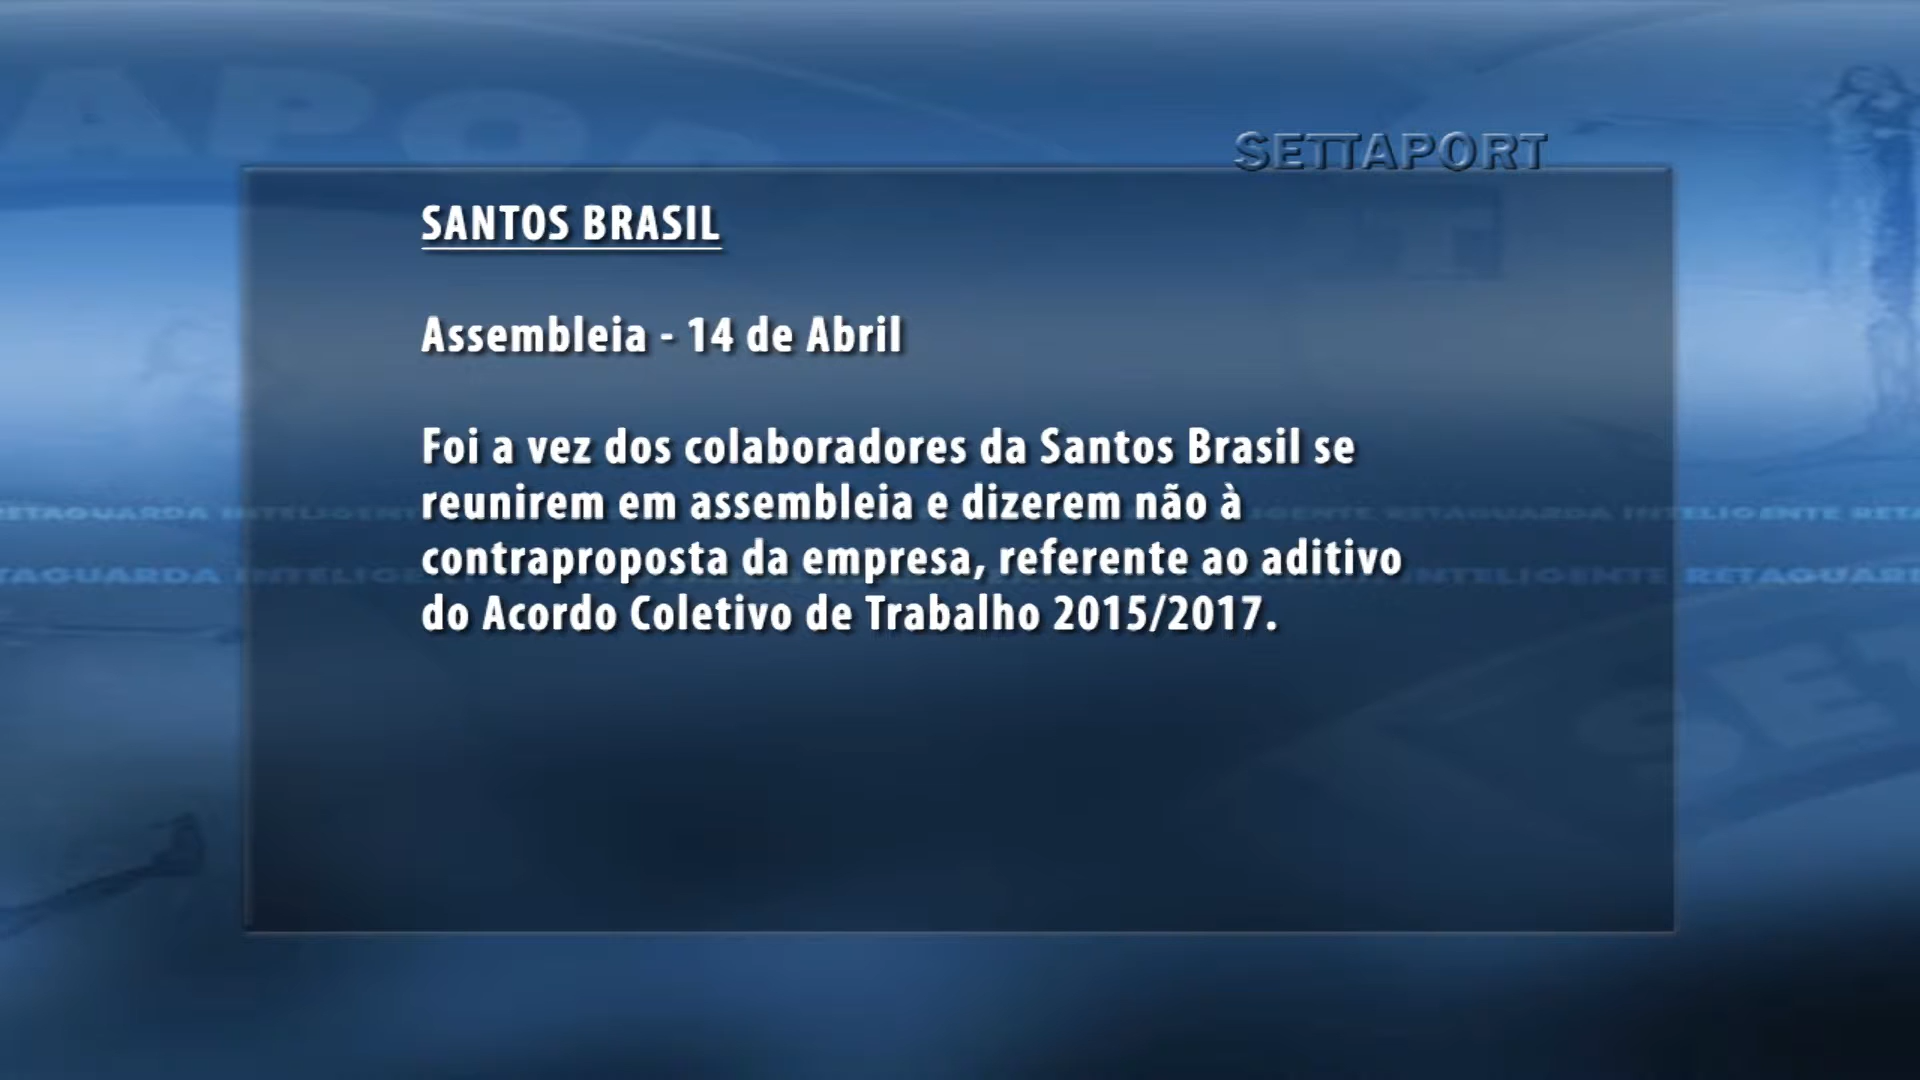 SETTAPORT
SANTOS BRASIL
Assembleia - 14 de Abril
Foi a vez dos colaboradores da Santos Brasil se
reunirem em assembleia e dizerem não à
contraproposta da empresa, referente ao aditivo
do Acordo Coletivo de Trabalho 2015/2017.